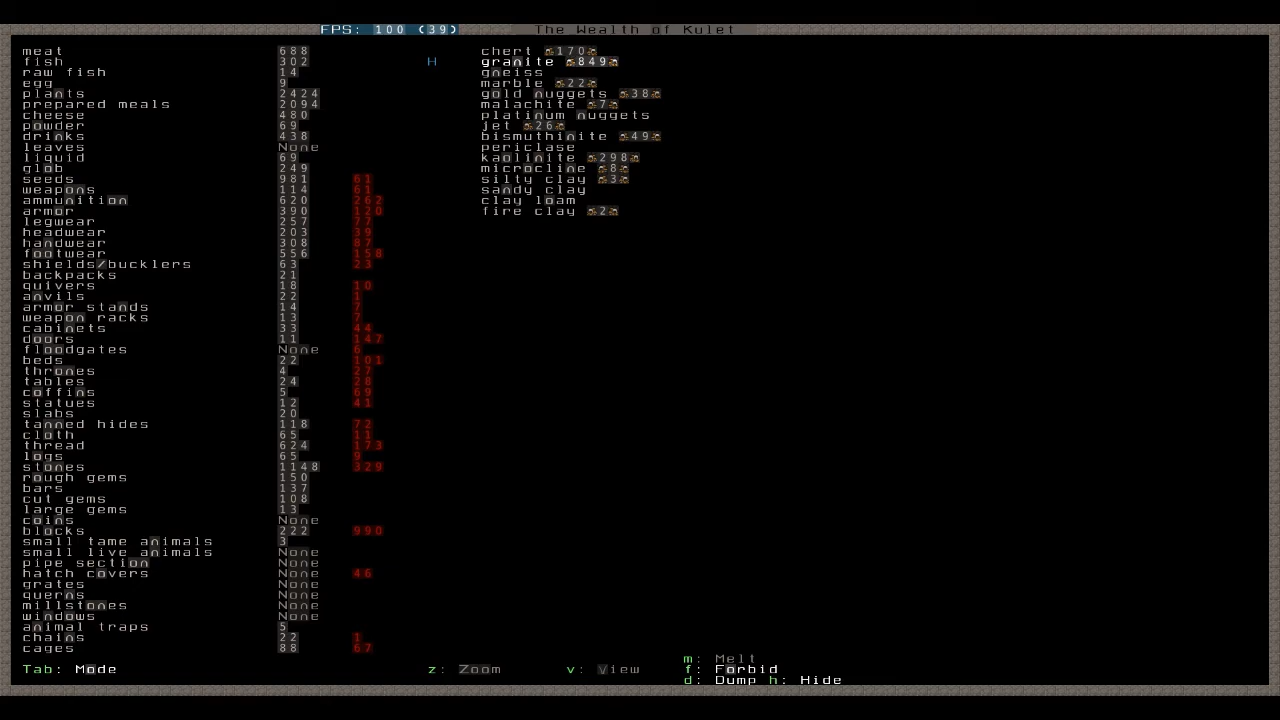 FPS: 100 (39) The Wealth of Kulet
meat 688 chert 170
fish 302 H granite 849
raw fish 14 gneiss
egg 9 marble 22
plants 2424 gold nuggets 38
prepared meals 2094 malachite 7
cheese 480 platinum nuggets
powder 69 jet 26
drinks 438 bismuthinite 49
leaves None periclase
liquid 69 kaolinite 298
glob 249 microcline 8
seeds 981 61 silty clay 3
weapons 114 61 sandy clay
ammunition 620 262 clay loam
armor 390 120 fire clay 2
legwear 257 77
headwear 203 39
handwear 308 87
footwear 556 158
shields/bucklers 63 23
backpacks 21
quivers 18 10
anvils 22 1
armor stands 14 7
weapon racks 13 7
cabinets 33 44
doors 11 147
floodgates None 6
beds 22 101
thrones 4 27
tables 24 28
coffins 5 69
statues 12 41
slabs 20
tanned hides 118 72
cloth 65 11
thread 624 173
logs 65 9
stones 1148 329
rough gems 150
bars 137
cut gems 108
large gems 13
coins None
blocks 222 990
small tame animals 3
small live animals None
pipe section None
hatch covers None 46
grates None
querns None
millstones None
windows None
animal traps 5
chains 22 1
cages 88 67
m: Melt
Tab: Mode z: Zoom v: View f: Forbid
d: Dump h: Hide